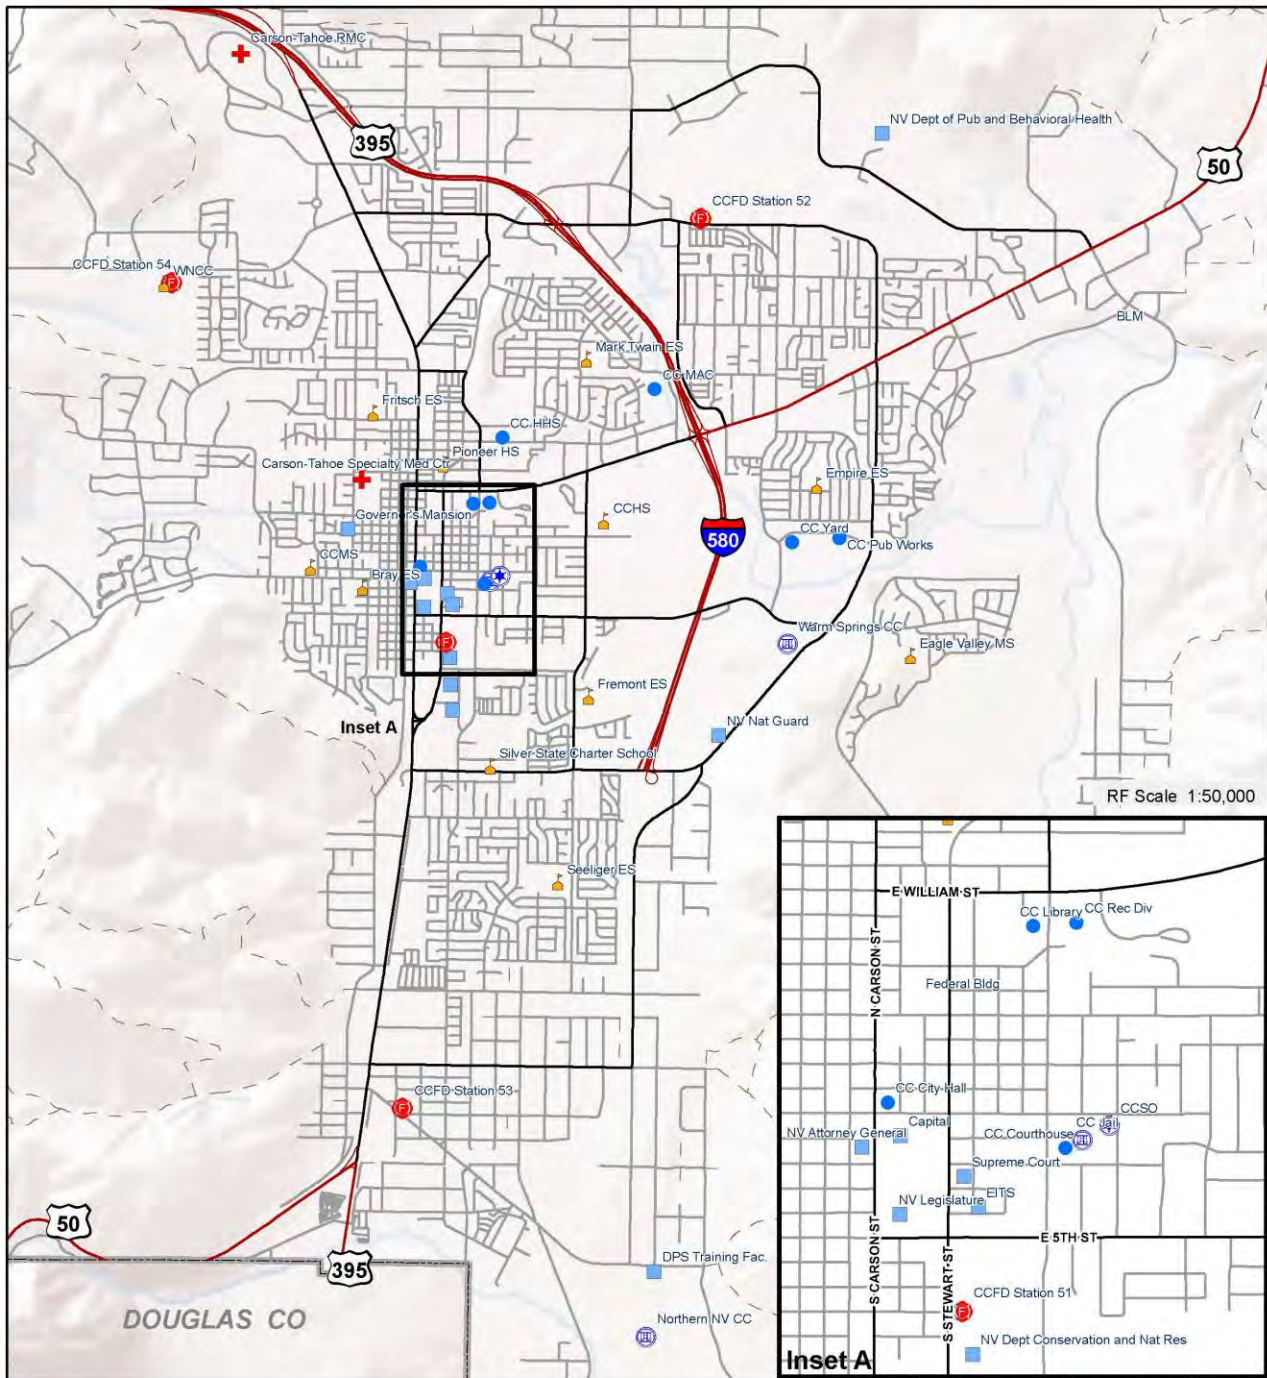 Carson-Tahoe RMC
395
NV Dept of Pub and Behavioral Health
50
CCFD Station 52
F
CCFD Station 54
WNCC
F
BLM
Mark Twain ES
CC MAC
Fritsch ES
CC HHS
Pioneer HS
Carson-Tahoe Specialty Med Ctr
Empire ES
Governor's Mansion
CCHS
580
CC Yard
CC Pub Works
CCMS
Bray ES
Warm Springs CC
F
Eagle Valley MS
Fremont ES
Inset A
NV Nat Guard
Silver State Charter School
RF Scale 1:50,000
Seeliger ES
CCFD Station 53
F
50
395
DOUGLAS CO
DPS Training Fac.
Northern NV CC
E WILLIAM ST
CC Library
CC Rec Div
N CARSON ST
Federal Bldg
CC City Hall
Capital
NV Attorney General
CCSO
CC Jail
CC Courthouse
Supreme Court
EITS
NV Legislature
S CARSON ST
E 5TH ST
S STEWART ST
CCFD Station 51
F
NV Dept Conservation and Nat Res
Inset A